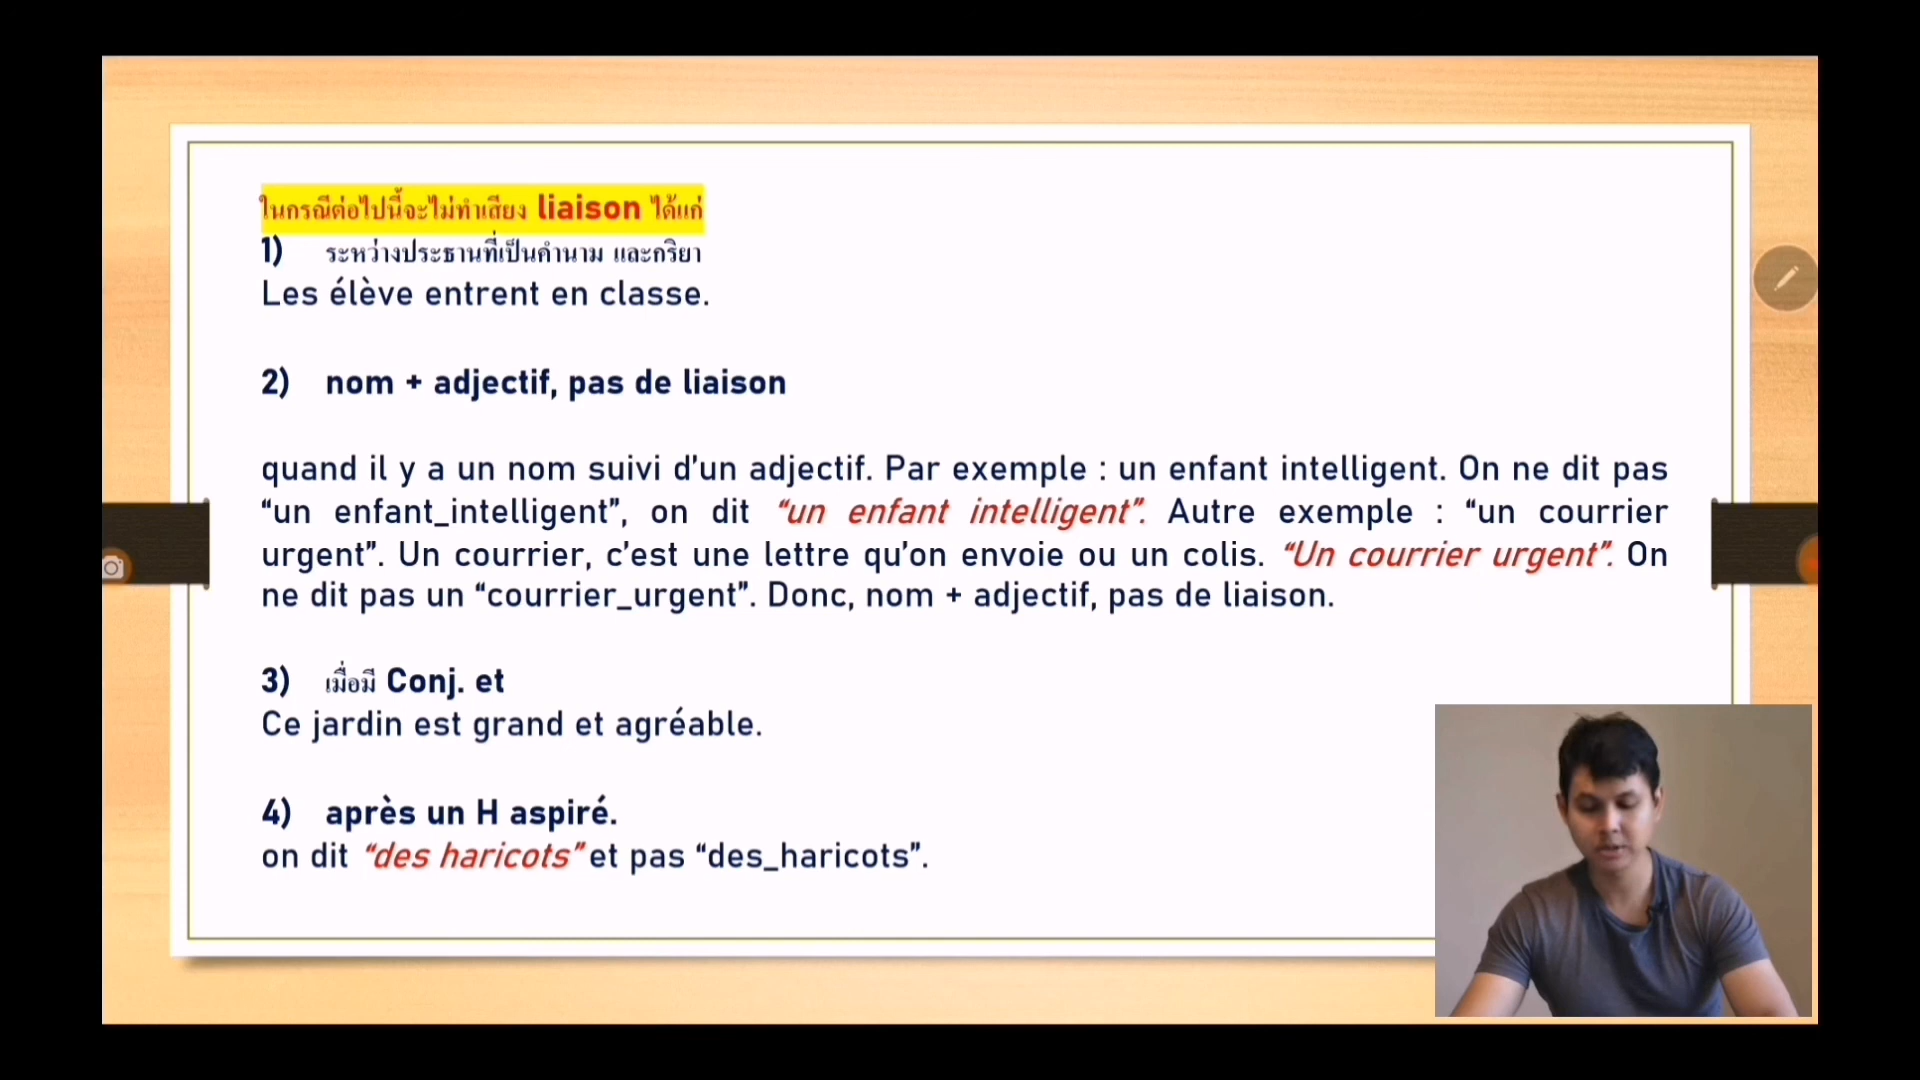 ในกรณีต่อไปนี้จะไม่ทำเสียง liaison ได้แก่
1) ระหว่างประธานที่เป็นคำนาม และกริยา
Les élève entrent en classe.
2) nom + adjectif, pas de liaison
quand il y a un nom suivi d’un adjectif. Par exemple : un enfant intelligent. On ne dit pas
“un enfant_intelligent”, on dit “un enfant intelligent”. Autre exemple : “un courrier
urgent”. Un courrier, c’est une lettre qu’on envoie ou un colis. “Un courrier urgent”. On
ne dit pas un “courrier_urgent”. Donc, nom + adjectif, pas de liaison.
3) เมื่อมี Conj. et
Ce jardin est grand et agréable.
4) après un H aspiré.
on dit “des haricots” et pas “des_haricots”.